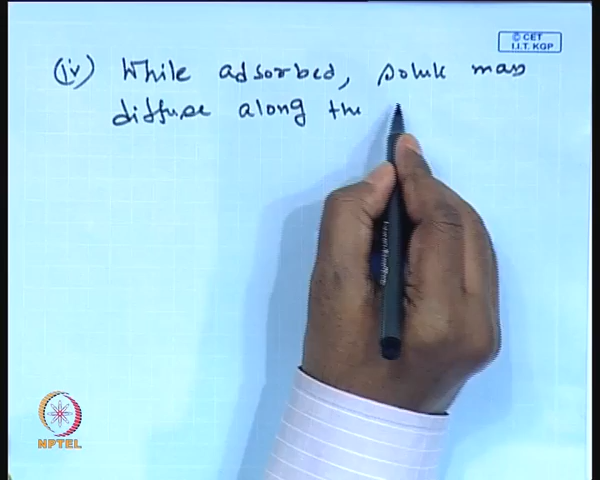 © CET
I.I.T. KGP
(iv) While adsorbed, solute may
diffuse along the
NPTEL